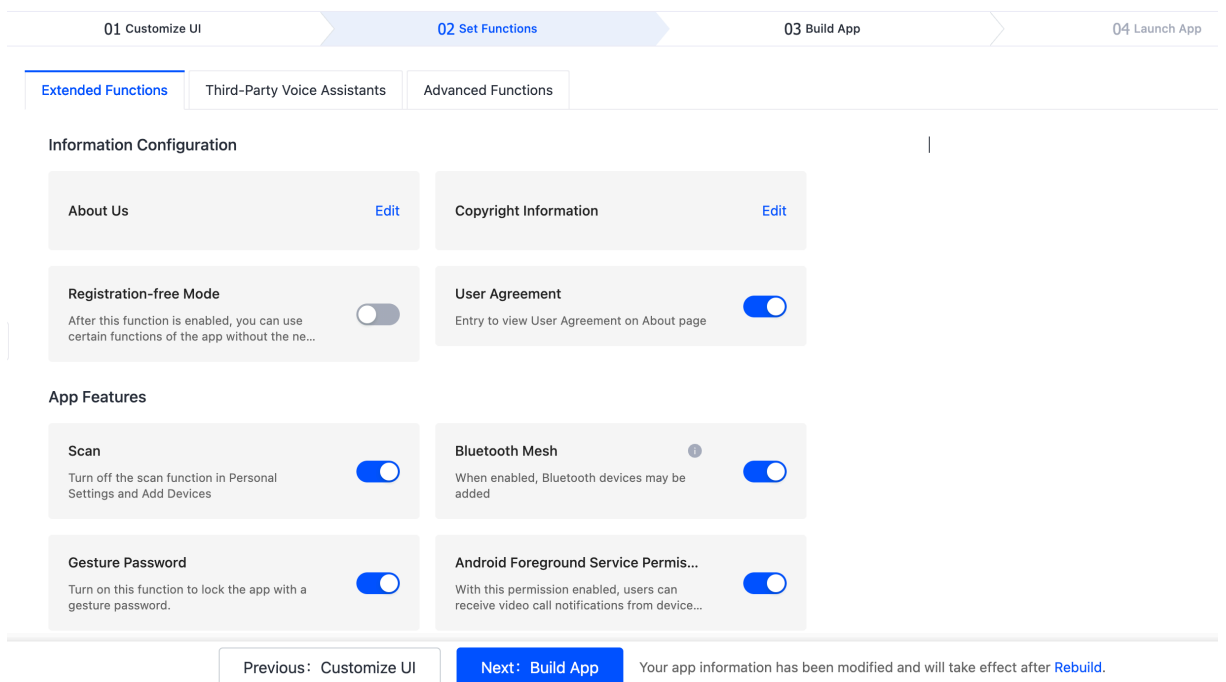 01 Customize UI
02 Set Functions
03 Build App
04 Launch App
Extended Functions
Third-Party Voice Assistants
Advanced Functions
Information Configuration
About Us
Edit
Copyright Information
Edit
Registration-free Mode
After this function is enabled, you can use
certain functions of the app without the ne...
User Agreement
Entry to view User Agreement on About page
App Features
Scan
Turn off the scan function in Personal
Settings and Add Devices
Bluetooth Mesh
When enabled, Bluetooth devices may be
added
Gesture Password
Turn on this function to lock the app with a
gesture password.
Android Foreground Service Permis...
With this permission enabled, users can
receive video call notifications from device...
Previous: Customize UI
Next: Build App
Your app information has been modified and will take effect after Rebuild.